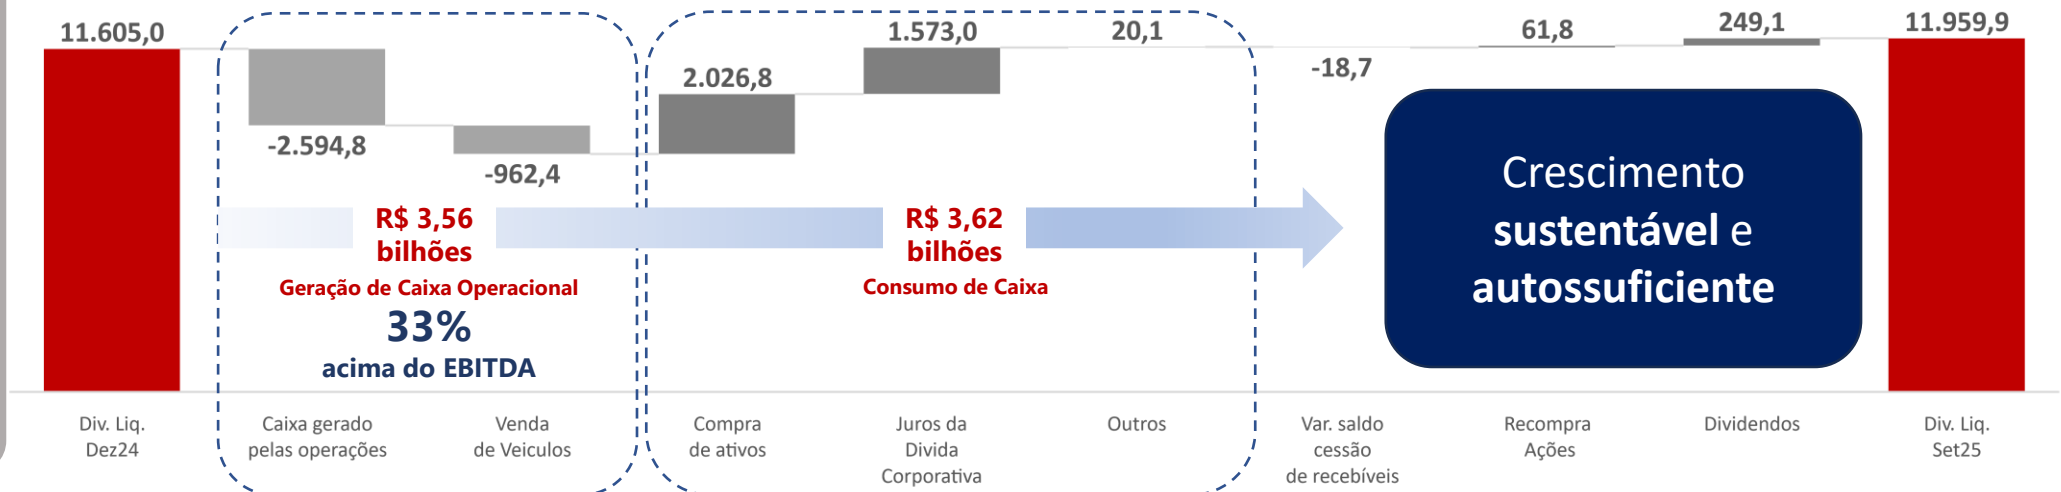 11.605,0
-2.594,8
-962,4
2.026,8
1.573,0
20,1
-18,7
61,8
249,1
11.959,9
R$ 3,56
bilhões
Geração de Caixa Operacional
33%
acima do EBITDA
R$ 3,62
bilhões
Consumo de Caixa
Crescimento
sustentável e
autossuficiente
Div. Liq.
Dez24
Caixa gerado
pelas operações
Venda
de Veiculos
Compra
de ativos
Juros da
Divida
Corporativa
Outros
Var. saldo
cessão
de recebíveis
Recompra
Ações
Dividendos
Div. Liq.
Set25